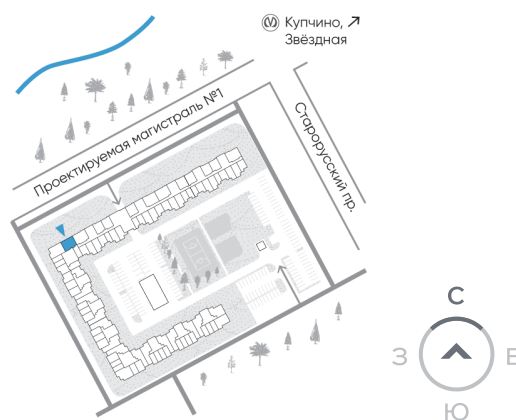 Купчино, ↗
Звёздная
Проектируемая магистраль №1
Старорусский пр.
С
З
В
Ю